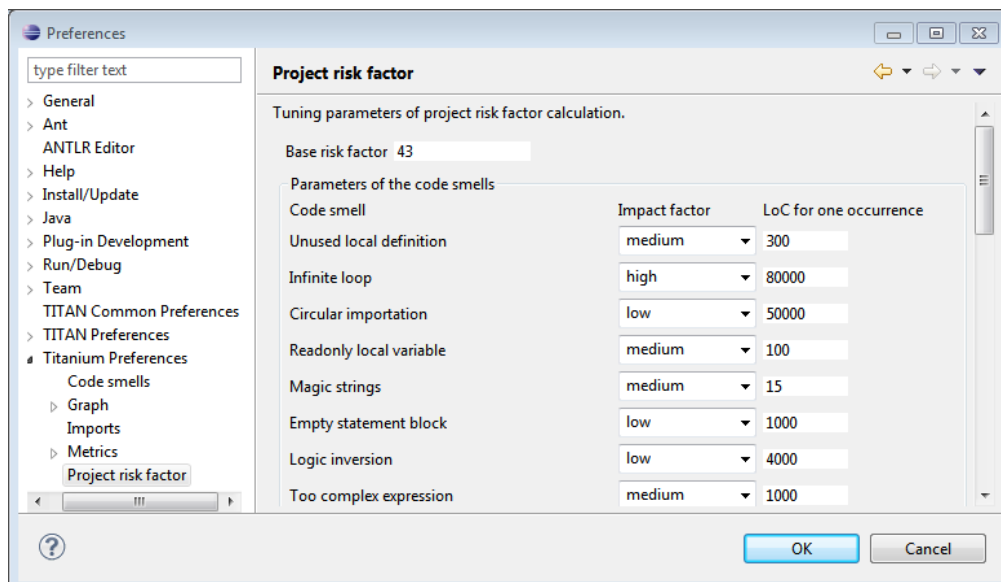 Preferences
type filter text
General
Ant
ANTLR Editor
Help
Install/Update
Java
Plug-in Development
Run/Debug
Team
TITAN Common Preferences
TITAN Preferences
Titanium Preferences
Code smells
Graph
Imports
Metrics
Project risk factor
Project risk factor
Tuning parameters of project risk factor calculation.
Base risk factor 43
Parameters of the code smells
Code smell Impact factor LoC for one occurrence
Unused local definition medium 300
Infinite loop high 80000
Circular importation low 50000
Readonly local variable medium 100
Magic strings medium 15
Empty statement block low 1000
Logic inversion low 4000
Too complex expression medium 1000
OK Cancel